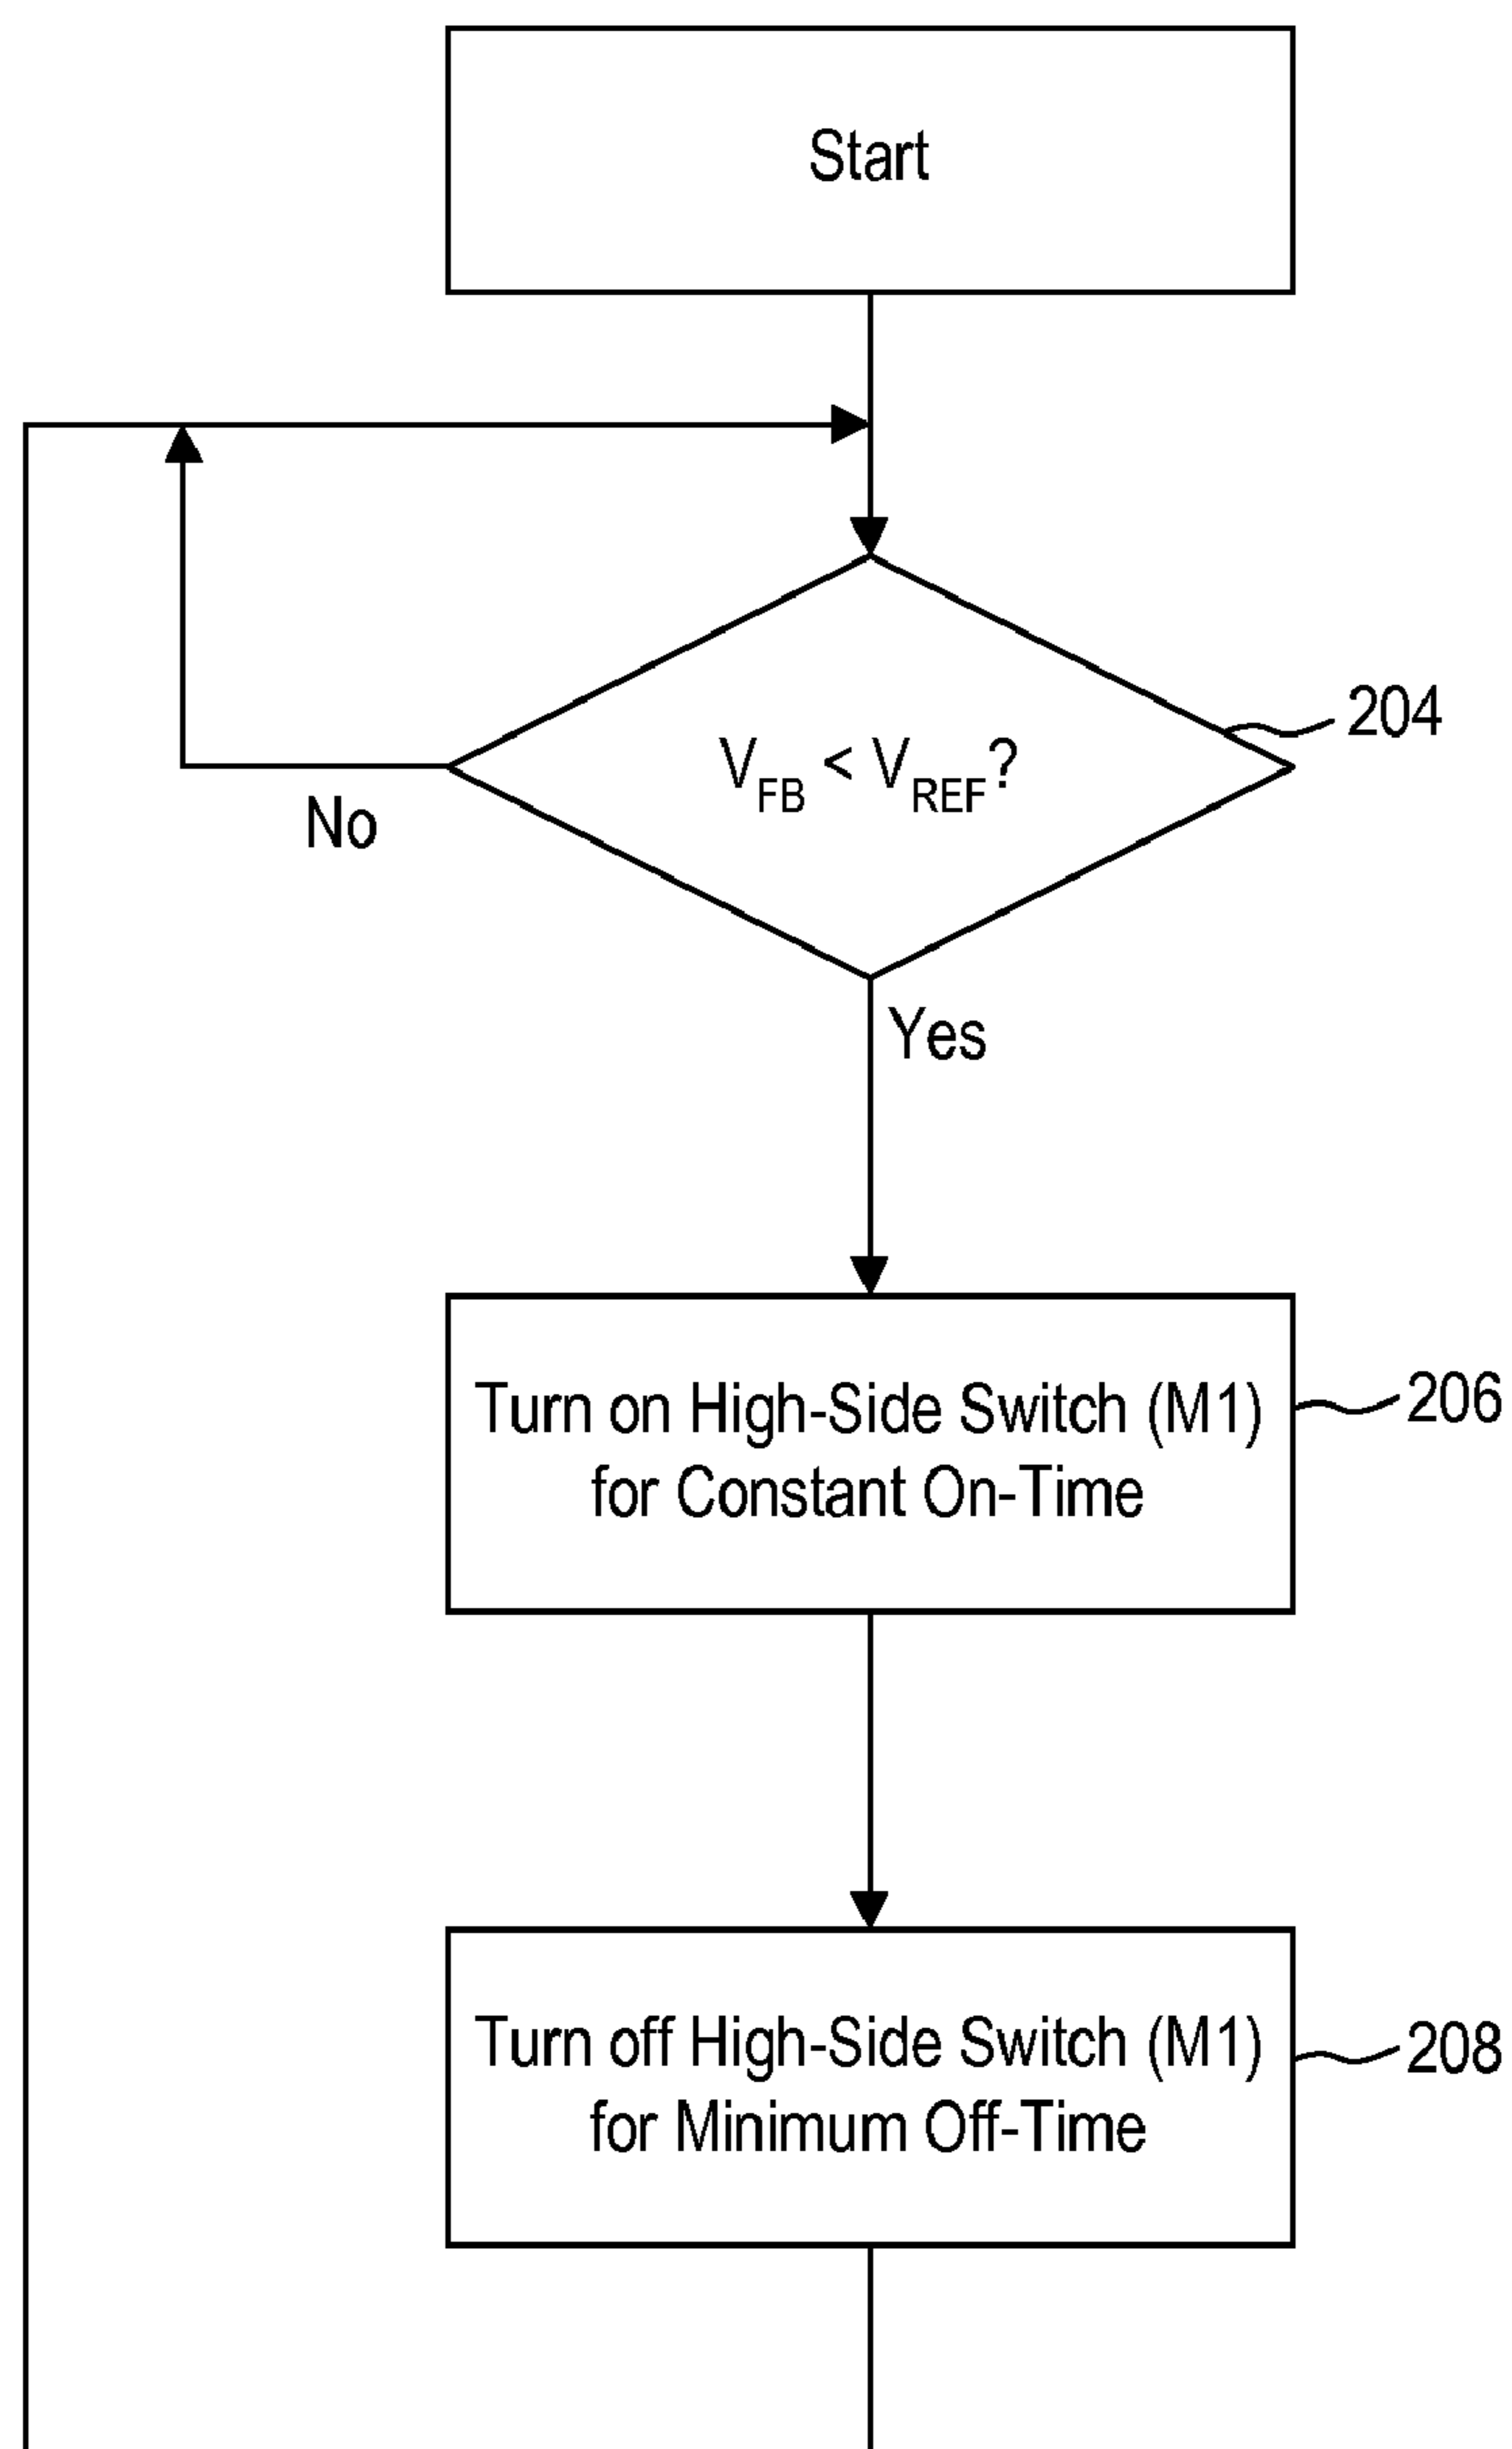 Start
V_FB < V_REF?
204
No
Yes
Turn on High-Side Switch (M1)
for Constant On-Time
206
Turn off High-Side Switch (M1)
for Minimum Off-Time
208